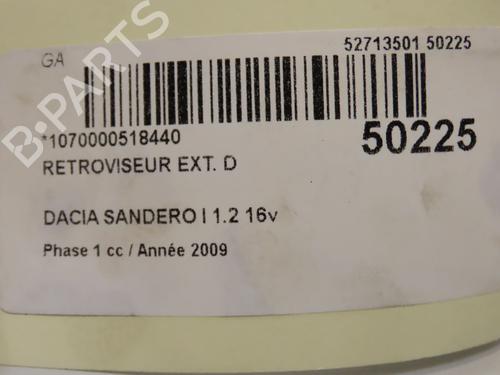 GA
52713501 50225
*1070000518440
50225
RETROVISEUR EXT. D
DACIA SANDERO I 1.2 16v
Phase 1 cc / Année 2009
B-PARTS